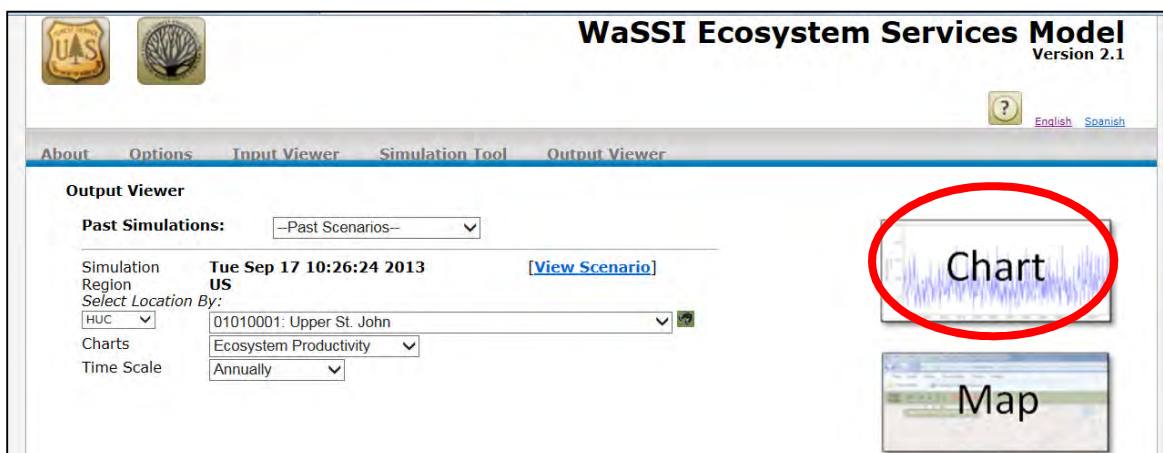 WaSSI Ecosystem Services Model
Version 2.1
UAS
?
English Spanish
About Options Input Viewer Simulation Tool Output Viewer
Output Viewer
Past Simulations: --Past Scenarios--
Simulation Tue Sep 17 10:26:24 2013 [View Scenario]
Region US
Select Location By:
HUC 01010001: Upper St. John
Charts Ecosystem Productivity
Time Scale Annually
Chart
Map